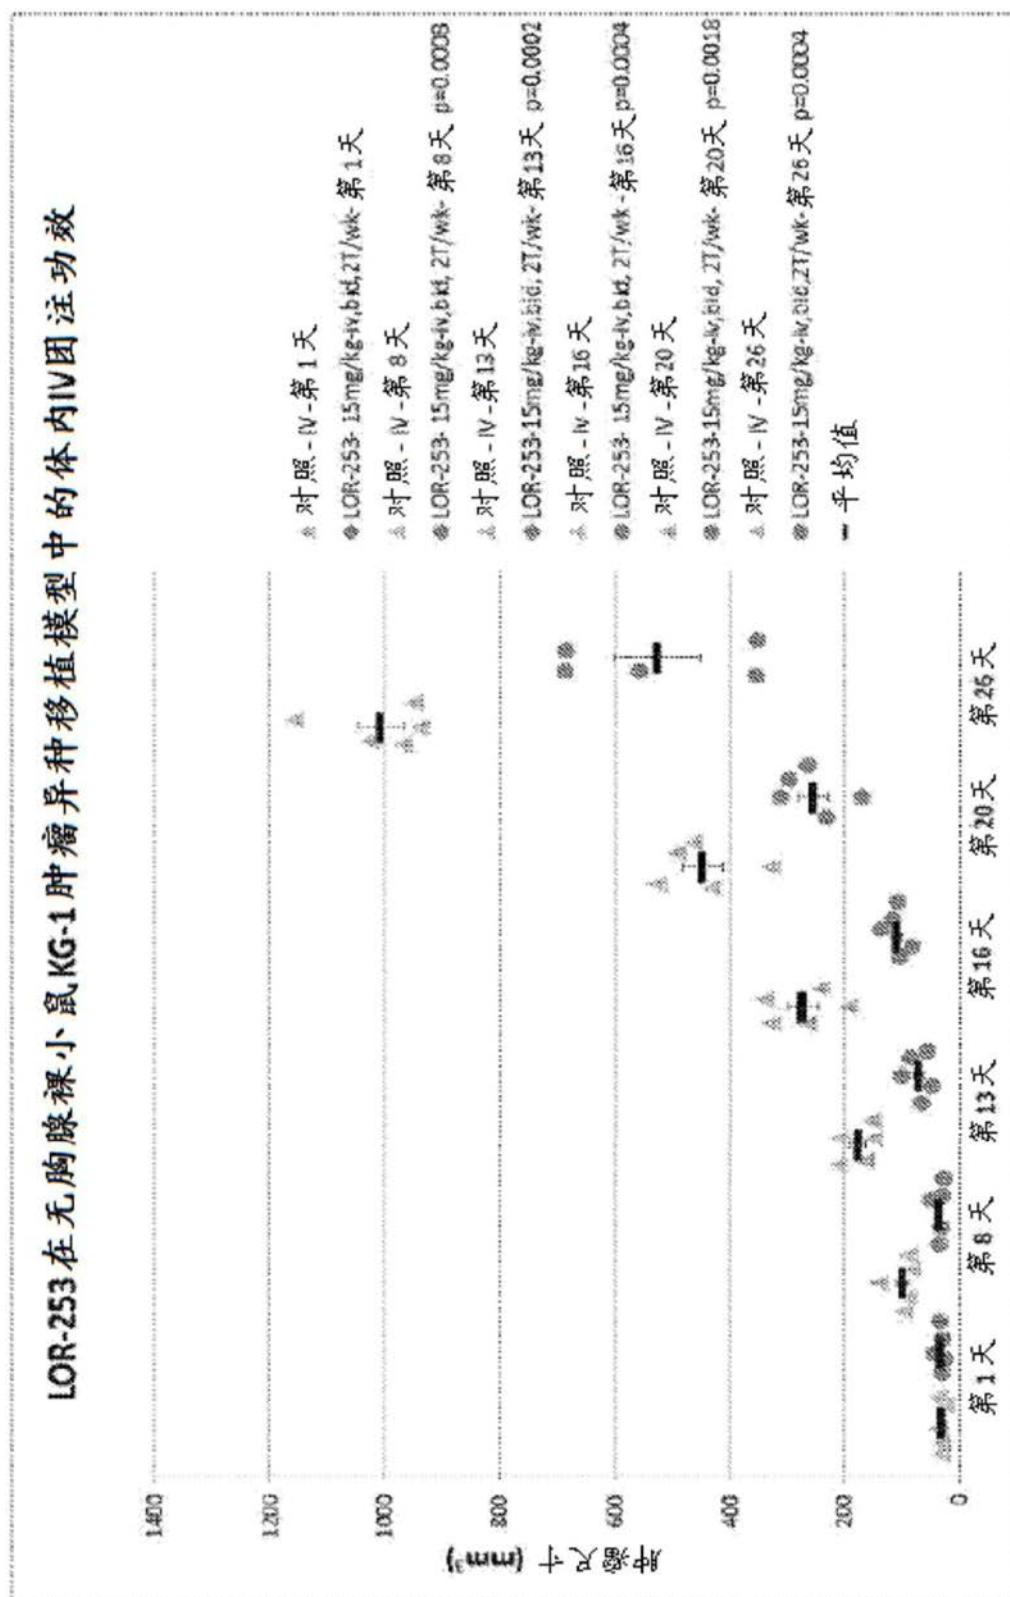 LOR-253在无胸腺裸小鼠KG-1肿瘤异种移植模型中的体内IV团注功效
肿瘤尺寸 (mm³)
1400
1200
1000
800
600
400
200
0
第1天
第8天
第13天
第16天
第20天
第26天
对照-IV-第1天
LOR-253-15mg/kg-iv,bid,2T/wk-第1天
对照-IV-第8天
LOR-253-15mg/kg-iv,bid, 2T/wk-第8天 p=0.0008
对照-IV-第13天
LOR-253-15mg/kg-iv,bid, 2T/wk-第13天 p=0.0002
对照-IV-第16天
LOR-253-15mg/kg-iv,bid, 2T/wk-第16天p=0.0004
对照-IV-第20天
LOR-253-15mg/kg-iv,bid, 2T/wk-第20天 p=0.0018
对照-IV-第26天
LOR-253-15mg/kg-iv,bid,2T/wk-第26天 p=0.0004
平均值